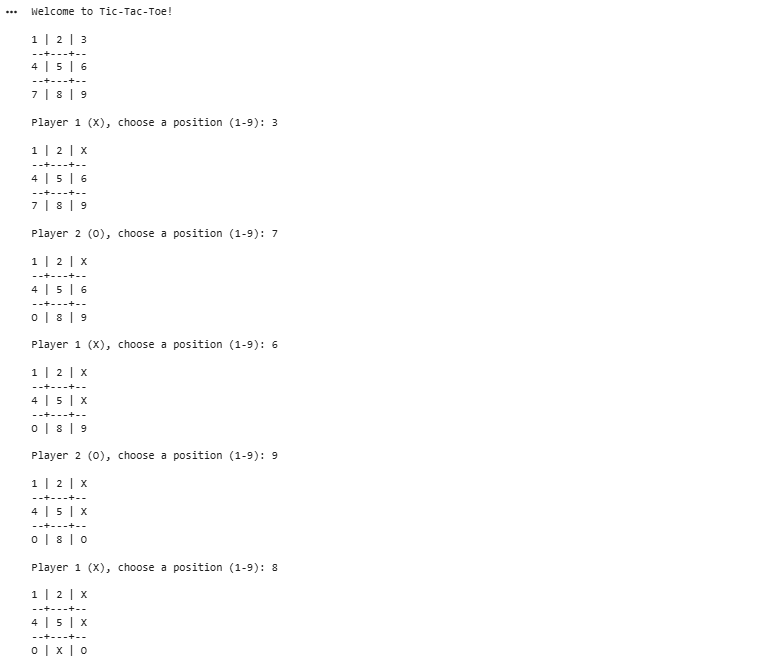 ••• Welcome to Tic-Tac-Toe!
1 | 2 | 3
--+---+--
4 | 5 | 6
--+---+--
7 | 8 | 9
Player 1 (X), choose a position (1-9): 3
1 | 2 | X
--+---+--
4 | 5 | 6
--+---+--
7 | 8 | 9
Player 2 (O), choose a position (1-9): 7
1 | 2 | X
--+---+--
4 | 5 | 6
--+---+--
O | 8 | 9
Player 1 (X), choose a position (1-9): 6
1 | 2 | X
--+---+--
4 | 5 | X
--+---+--
O | 8 | 9
Player 2 (O), choose a position (1-9): 9
1 | 2 | X
--+---+--
4 | 5 | X
--+---+--
O | 8 | O
Player 1 (X), choose a position (1-9): 8
1 | 2 | X
--+---+--
4 | 5 | X
--+---+--
O | X | O